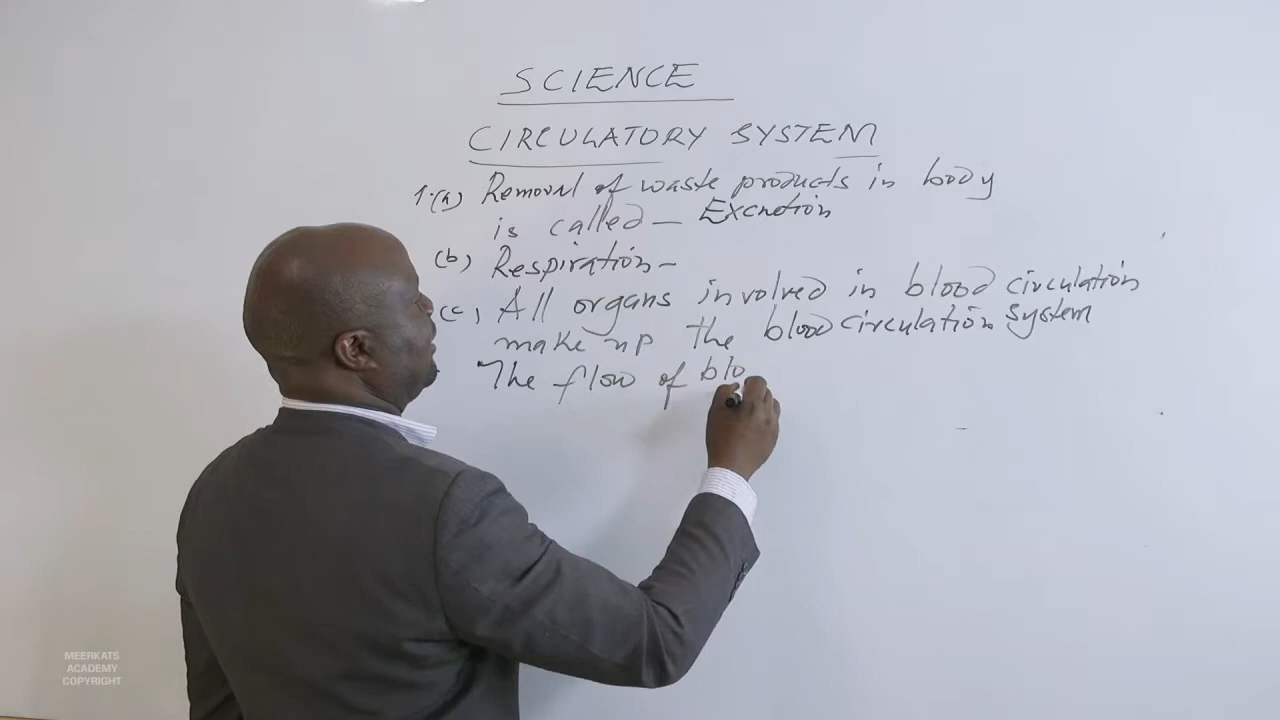 SCIENCE
CIRCULATORY SYSTEM
1.(a) Removal of waste products in body
is called - Excretion
(b) Respiration -
(c) All organs involved in blood circulation
make up the blood circulation system
The flow of blo
MEERKATS
ACADEMY
COPYRIGHT